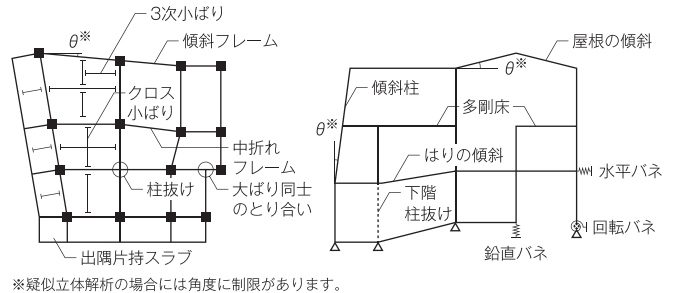 3次小ばり
θ※
傾斜フレーム
クロス
小ばり
中折れ
フレーム
柱抜け
大ばり同士
のとり合い
出隅片持スラブ
屋根の傾斜
θ※
傾斜柱
多剛床
θ※
はりの傾斜
水平バネ
下階
柱抜け
回転バネ
鉛直バネ
※疑似立体解析の場合には角度に制限があります。